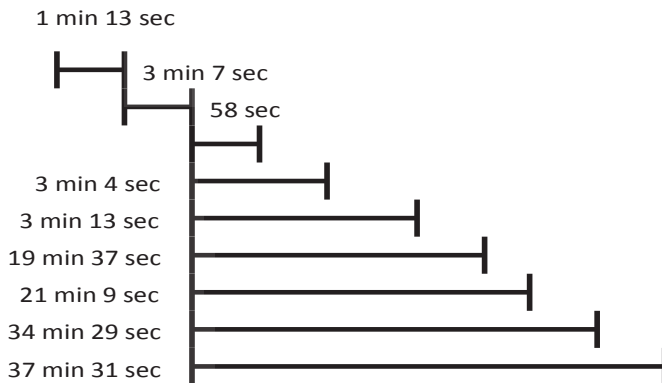 1 min 13 sec
3 min 7 sec
58 sec
3 min 4 sec
3 min 13 sec
19 min 37 sec
21 min 9 sec
34 min 29 sec
37 min 31 sec